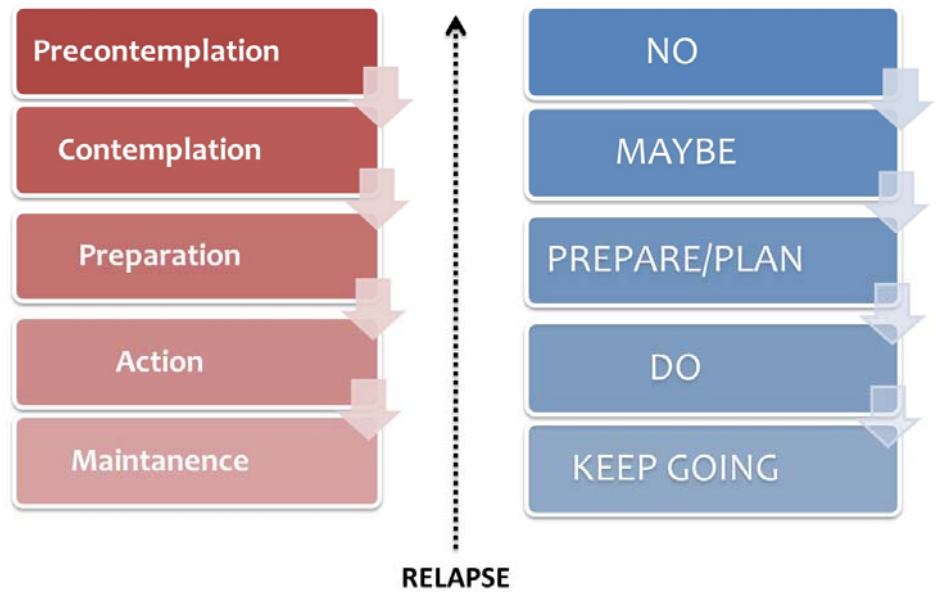 Precontemplation
Contemplation
Preparation
Action
Maintanence
NO
MAYBE
PREPARE/PLAN
DO
KEEP GOING
RELAPSE